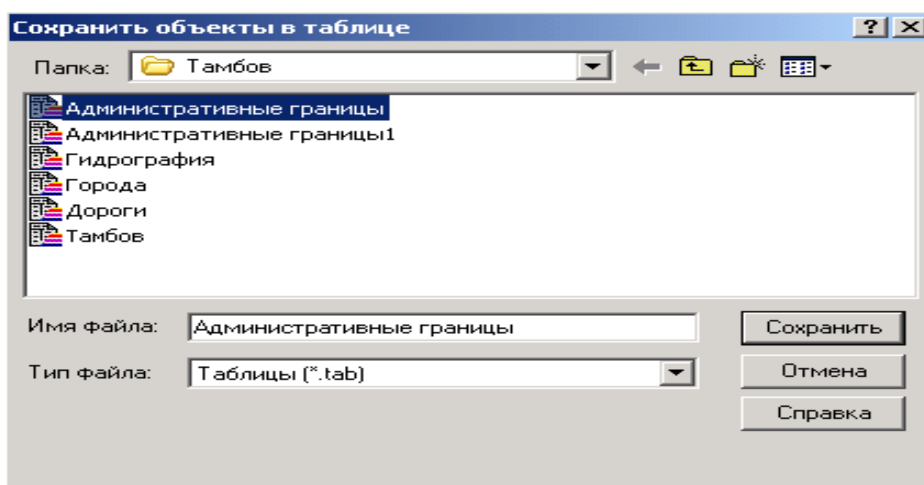 Сохранить объекты в таблице
Папка: Тамбов
Административные границы
Административные границы1
Гидрография
Города
Дороги
Тамбов
Имя файла: Административные границы Сохранить
Тип файла: Таблицы (*.tab) Отмена
Справка